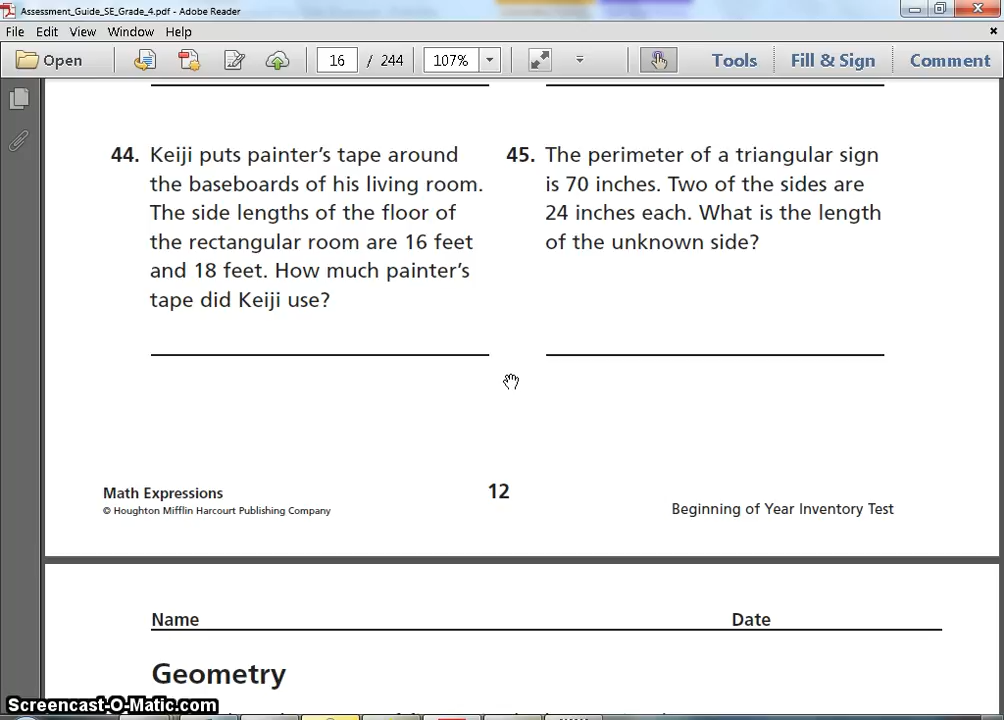 Assessment_Guide_SE_Grade_4.pdf - Adobe Reader
File Edit View Window Help
Open 16 / 244 107% Tools Fill & Sign Comment
44. Keiji puts painter's tape around
the baseboards of his living room.
The side lengths of the floor of
the rectangular room are 16 feet
and 18 feet. How much painter's
tape did Keiji use?
45. The perimeter of a triangular sign
is 70 inches. Two of the sides are
24 inches each. What is the length
of the unknown side?
Math Expressions
© Houghton Mifflin Harcourt Publishing Company
12
Beginning of Year Inventory Test
Name Date
Geometry
Screencast-O-Matic.com